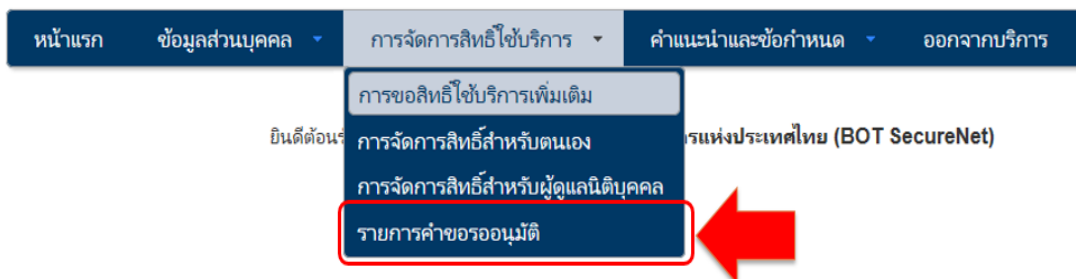 หน้าแรก ข้อมูลส่วนบุคคล การจัดการสิทธิ์ใช้บริการ คำแนะนำและข้อกำหนด ออกจากบริการ
การขอสิทธิ์ใช้บริการเพิ่มเติม
ยินดีต้อนรั การจัดการสิทธิ์สำหรับตนเอง รแห่งประเทศไทย (BOT SecureNet)
การจัดการสิทธิ์สำหรับผู้ดูแลนิติบุคคล
รายการคำขอรออนุมัติ